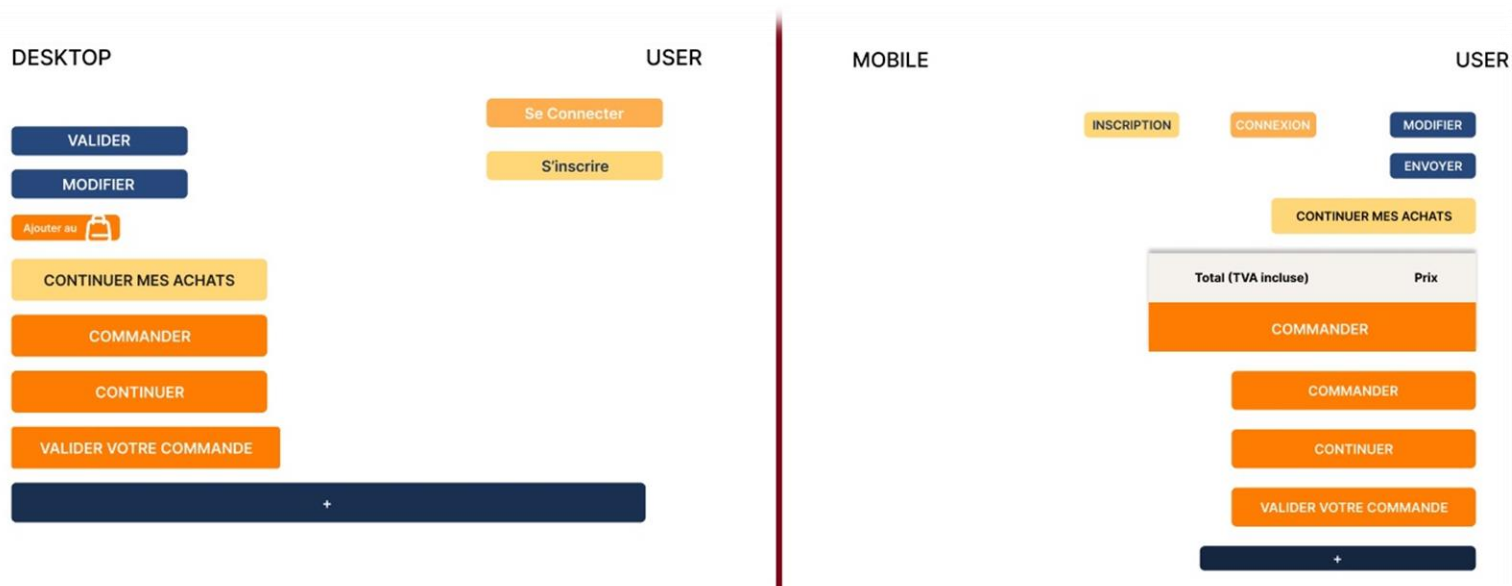 DESKTOP USER
Se Connecter
VALIDER
S'inscrire
MODIFIER
Ajouter au
CONTINUER MES ACHATS
COMMANDER
CONTINUER
VALIDER VOTRE COMMANDE
+
MOBILE USER
INSCRIPTION CONNEXION MODIFIER
ENVOYER
CONTINUER MES ACHATS
Total (TVA incluse) Prix
COMMANDER
COMMANDER
CONTINUER
VALIDER VOTRE COMMANDE
+